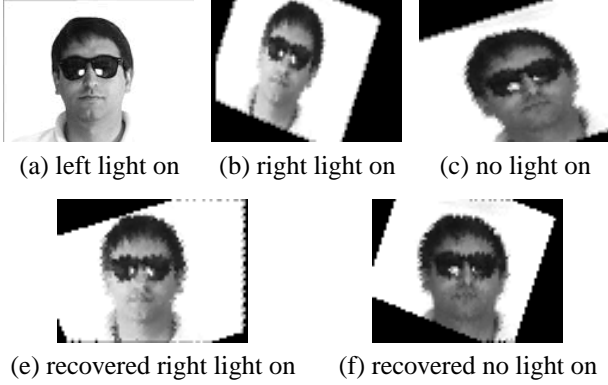 (a) left light on (b) right light on (c) no light on
(e) recovered right light on (f) recovered no light on